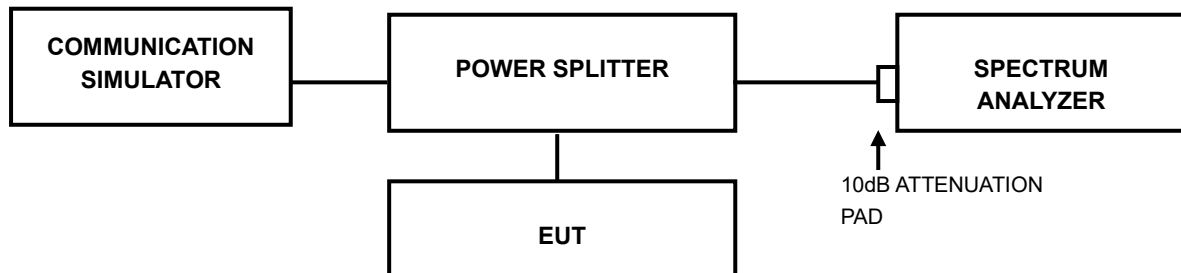 COMMUNICATION
SIMULATOR
POWER SPLITTER
SPECTRUM
ANALYZER
10dB ATTENUATION
PAD
EUT